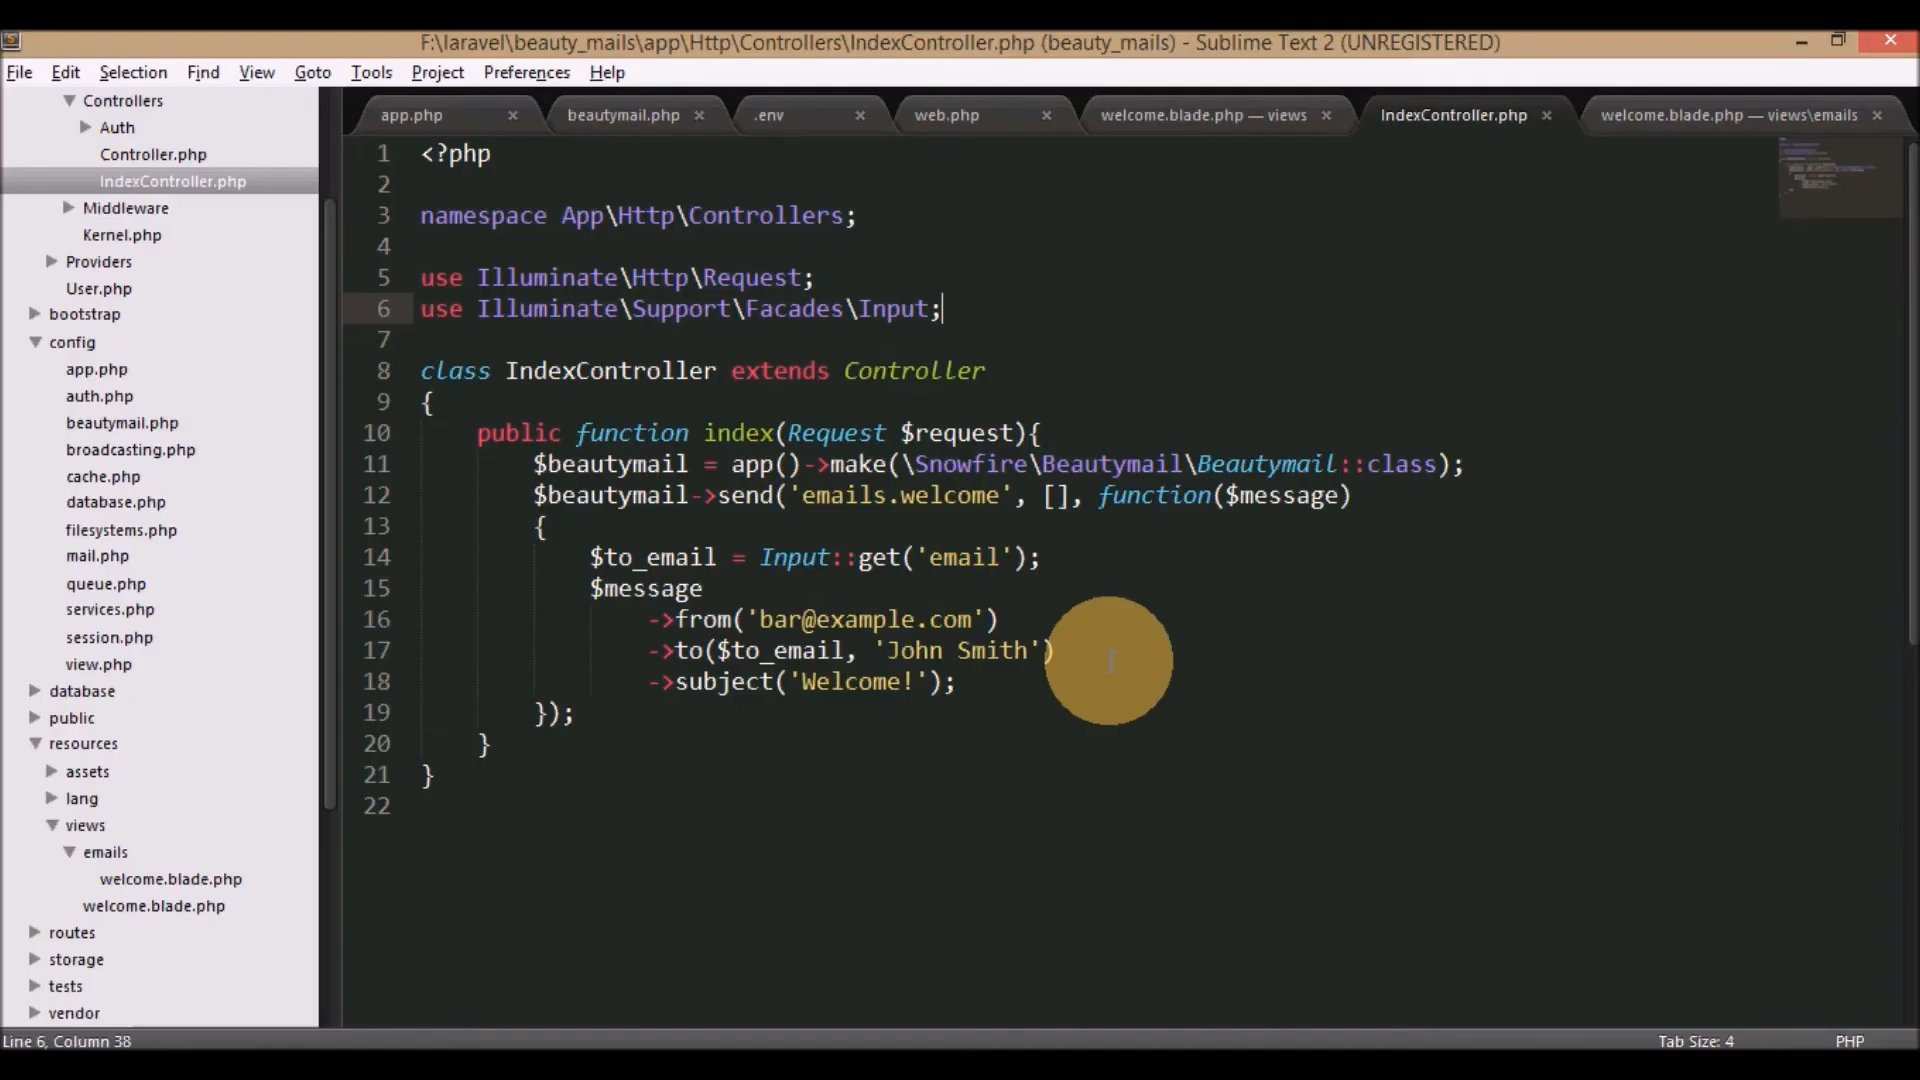 F:\laravel\beauty_mails\app\Http\Controllers\IndexController.php (beauty_mails) - Sublime Text 2 (UNREGISTERED)
File Edit Selection Find View Goto Tools Project Preferences Help
Controllers
Auth
Controller.php
IndexController.php
Middleware
Kernel.php
Providers
User.php
bootstrap
config
app.php
auth.php
beautymail.php
broadcasting.php
cache.php
database.php
filesystems.php
mail.php
queue.php
services.php
session.php
view.php
database
public
resources
assets
lang
views
emails
welcome.blade.php
welcome.blade.php
routes
storage
tests
vendor
app.php × beautymail.php × .env × web.php × welcome.blade.php — views × IndexController.php × welcome.blade.php — views\emails ×
1 <?php
2
3 namespace App\Http\Controllers;
4
5 use Illuminate\Http\Request;
6 use Illuminate\Support\Facades\Input;
7
8 class IndexController extends Controller
9 {
10 public function index(Request $request){
11 $beautymail = app()->make(\Snowfire\Beautymail\Beautymail::class);
12 $beautymail->send('emails.welcome', [], function($message)
13 {
14 $to_email = Input::get('email');
15 $message
16 ->from('bar@example.com')
17 ->to($to_email, 'John Smith')
18 ->subject('Welcome!');
19 });
20 }
21 }
22
Line 6, Column 38 Tab Size: 4 PHP